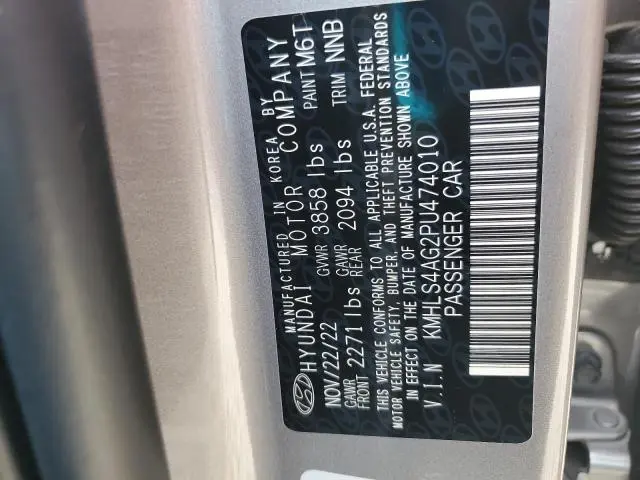 MANUFACTURED IN KOREA BY
HYUNDAI MOTOR COMPANY
NOV/22/22 GVWR 3858 lbs PAINT M6T
GAWR FRONT 2271 lbs GAWR REAR 2094 lbs TRIM NNB
THIS VEHICLE CONFORMS TO ALL APPLICABLE U.S.A. FEDERAL
MOTOR VEHICLE SAFETY, BUMPER, AND THEFT PREVENTION STANDARDS
IN EFFECT ON THE DATE OF MANUFACTURE SHOWN ABOVE
V.I.N KMHLS4AG2PU474010
PASSENGER CAR